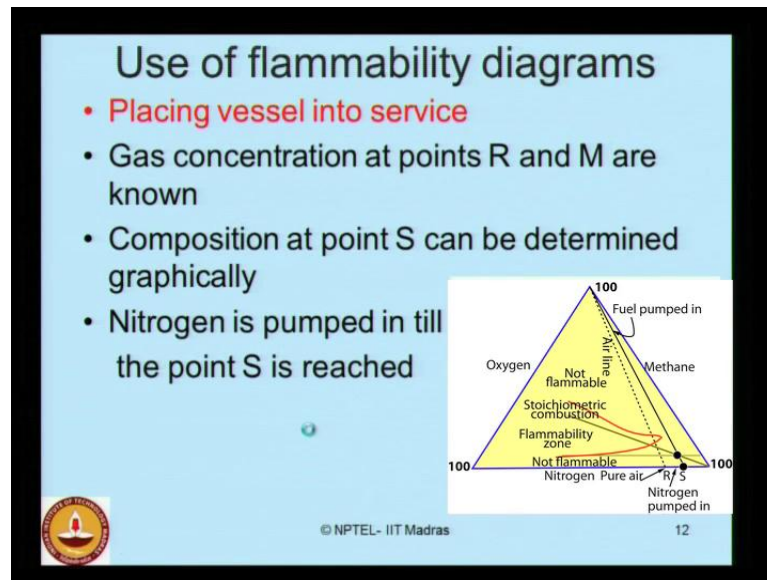 Use of flammability diagrams
• Placing vessel into service
• Gas concentration at points R and M are
known
• Composition at point S can be determined
graphically
• Nitrogen is pumped in till
the point S is reached
100
Fuel pumped in
Air line
Oxygen
Methane
Not
flammable
Stoichiometric
combustion
Flammability
zone
Not flammable
100
100
Nitrogen Pure air R S
Nitrogen
pumped in
© NPTEL- IIT Madras
12